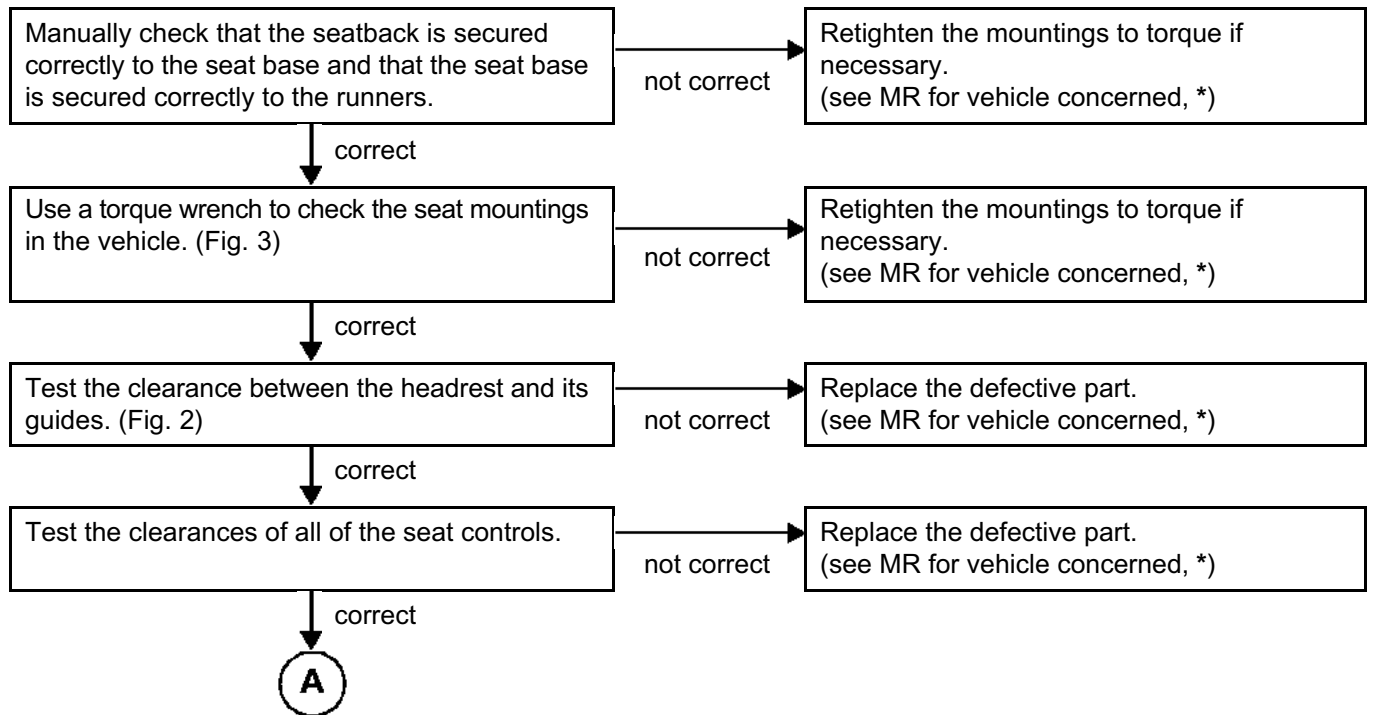 Manually check that the seatback is secured
correctly to the seat base and that the seat base
is secured correctly to the runners.
not correct
Retighten the mountings to torque if
necessary.
(see MR for vehicle concerned, *)
correct
Use a torque wrench to check the seat mountings
in the vehicle. (Fig. 3)
not correct
Retighten the mountings to torque if
necessary.
(see MR for vehicle concerned, *)
correct
Test the clearance between the headrest and its
guides. (Fig. 2)
not correct
Replace the defective part.
(see MR for vehicle concerned, *)
correct
Test the clearances of all of the seat controls.
not correct
Replace the defective part.
(see MR for vehicle concerned, *)
correct
A